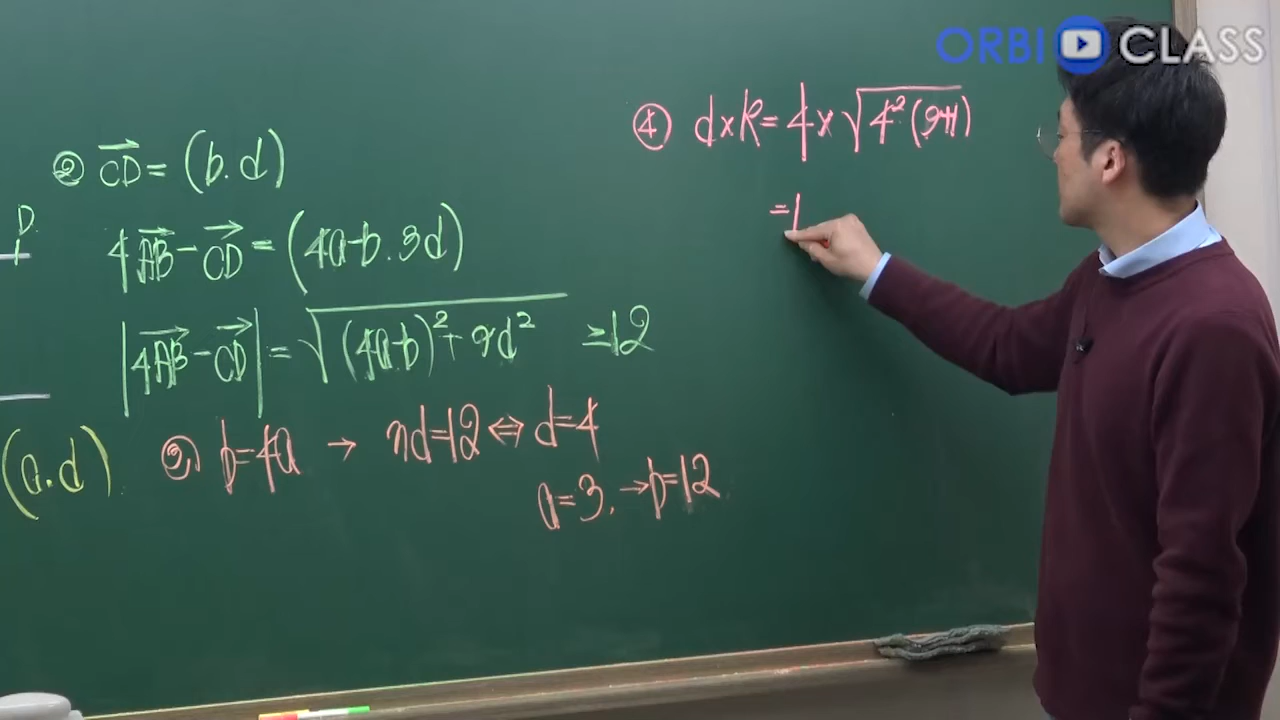 ORBI CLASS
D
(a.d)
② CD→ = (b.d)
4AB→ - CD→ = (4a-b.3d)
|4AB→ - CD→| = √((4a-b)²+9d²) =12
③ b=4a → 3d=12 ⇔ d=4
a=3. → b=12
④ d×k=4×√(4²(9+1))
=1